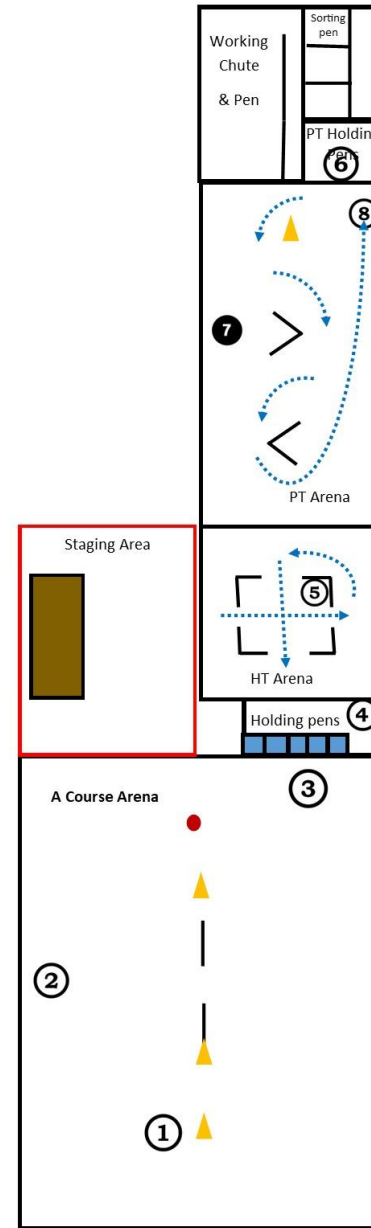 Sorting
pen
Working
Chute
& Pen
PT Holdin
Pens
6
8
7
PT Arena
Staging Area
5
HT Arena
Holding pens
4
A Course Arena
3
2
1